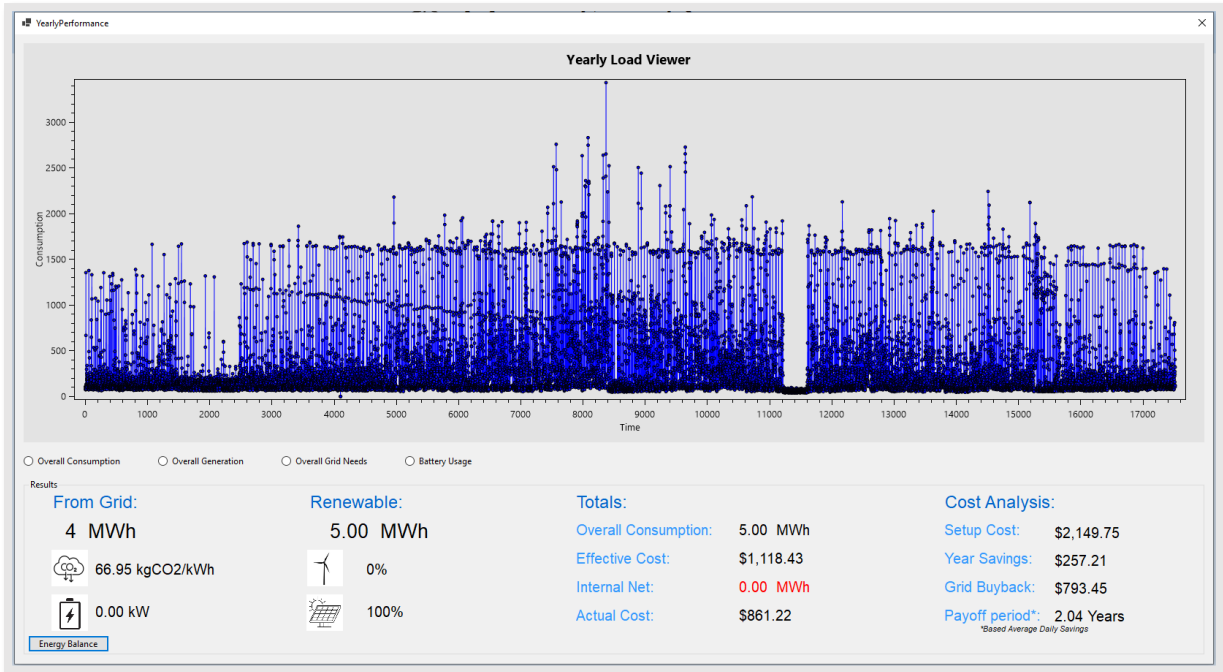 YearlyPerformance
Yearly Load Viewer
Consumption
3000
2500
2000
1500
1000
500
0
0 1000 2000 3000 4000 5000 6000 7000 8000 9000 10000 11000 12000 13000 14000 15000 16000 17000
Time
Overall Consumption Overall Generation Overall Grid Needs Battery Usage
Results
From Grid: Renewable: Totals: Cost Analysis:
4 MWh 5.00 MWh Overall Consumption: 5.00 MWh Setup Cost: $2,149.75
CO2 66.95 kgCO2/kWh 0% Effective Cost: $1,118.43 Year Savings: $257.21
Internal Net: 0.00 MWh Grid Buyback: $793.45
0.00 kW 100% Actual Cost: $861.22 Payoff period*: 2.04 Years
*Based Average Daily Savings
Energy Balance